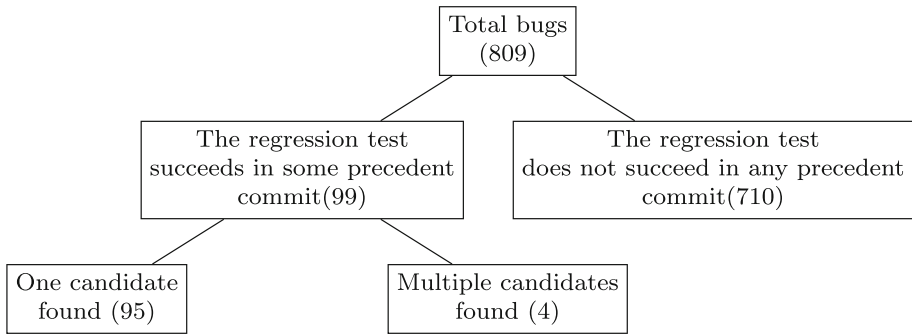 Total bugs
(809)
The regression test
succeeds in some precedent
commit(99)
The regression test
does not succeed in any precedent
commit(710)
One candidate
found (95)
Multiple candidates
found (4)